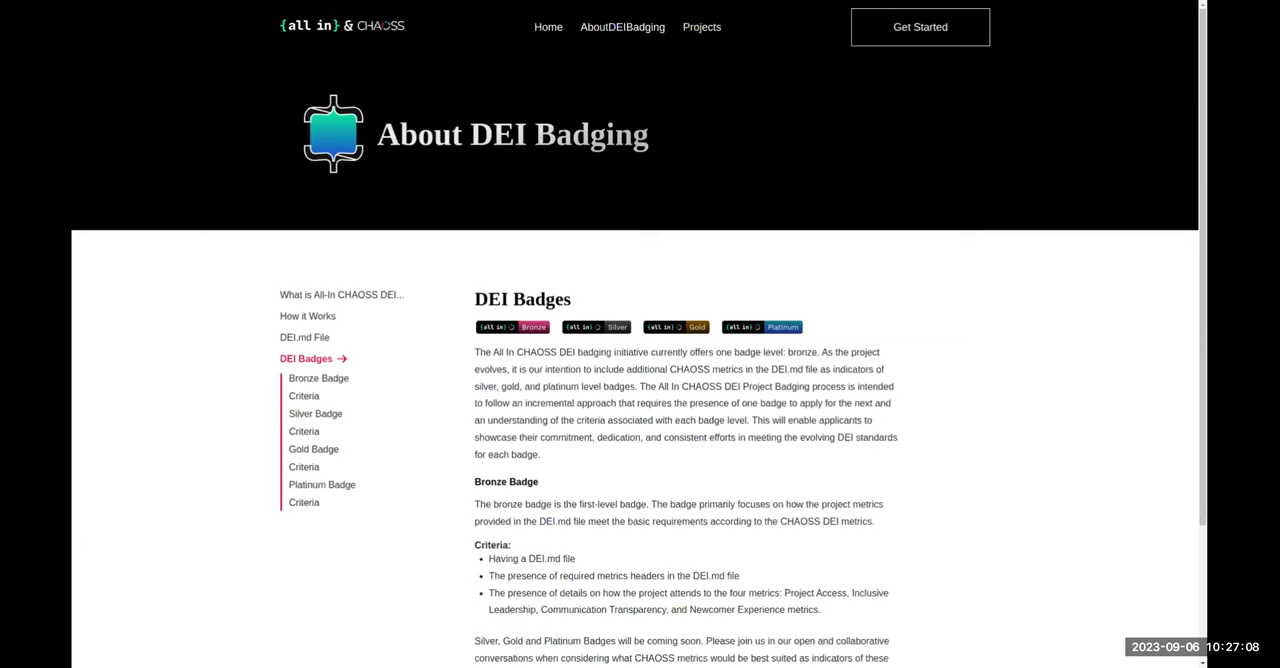 {all in} & CHAOSS
Home AboutDEIBadging Projects
Get Started
About DEI Badging
What is All-In CHAOSS DEI...
How it Works
DEI.md File
DEI Badges →
Bronze Badge
Criteria
Silver Badge
Criteria
Gold Badge
Criteria
Platinum Badge
Criteria
DEI Badges
{all in} Bronze {all in} Silver {all in} Gold {all in} Platinum
The All In CHAOSS DEI badging initiative currently offers one badge level: bronze. As the project
evolves, it is our intention to include additional CHAOSS metrics in the DEI.md file as indicators of
silver, gold, and platinum level badges. The All In CHAOSS DEI Project Badging process is intended
to follow an incremental approach that requires the presence of one badge to apply for the next and
an understanding of the criteria associated with each badge level. This will enable applicants to
showcase their commitment, dedication, and consistent efforts in meeting the evolving DEI standards
for each badge.
Bronze Badge
The bronze badge is the first-level badge. The badge primarily focuses on how the project metrics
provided in the DEI.md file meet the basic requirements according to the CHAOSS DEI metrics.
Criteria:
• Having a DEI.md file
• The presence of required metrics headers in the DEI.md file
• The presence of details on how the project attends to the four metrics: Project Access, Inclusive
Leadership, Communication Transparency, and Newcomer Experience metrics.
Silver, Gold and Platinum Badges will be coming soon. Please join us in our open and collaborative
conversations when considering what CHAOSS metrics would be best suited as indicators of these
2023-09-06 10:27:08